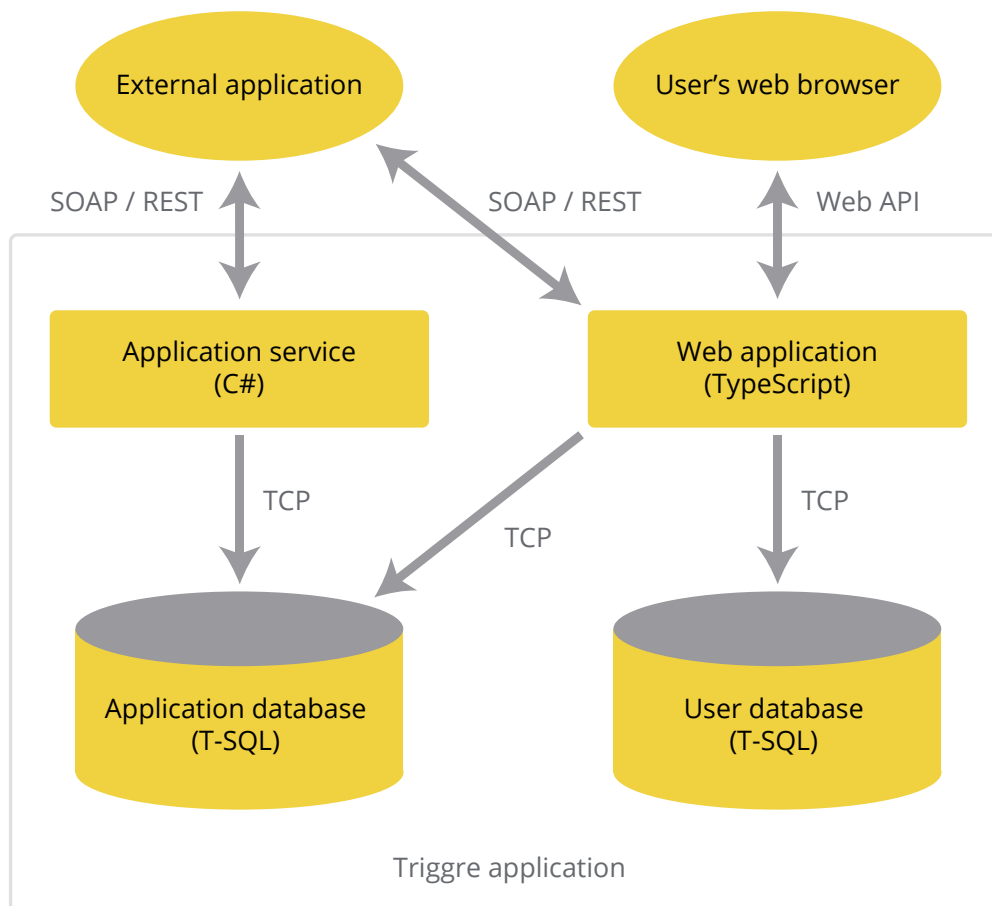 External application
User’s web browser
SOAP / REST
SOAP / REST
Web API
Application service
(C#)
Web application
(TypeScript)
TCP
TCP
TCP
Application database
(T-SQL)
User database
(T-SQL)
Triggre application